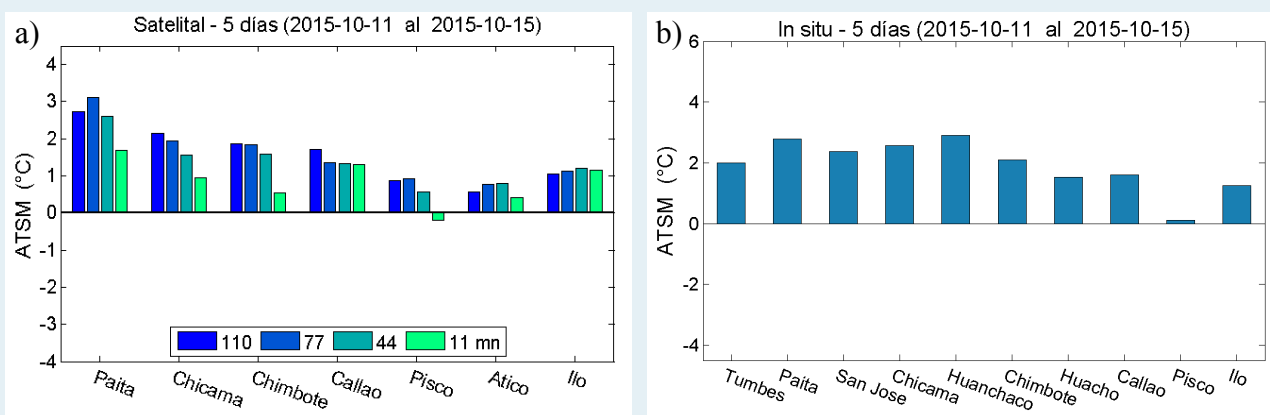 a)
Satelital - 5 días (2015-10-11 al 2015-10-15)
ATSM (°C)
4
3
2
1
0
-1
-2
-3
-4
110 77 44 11 mn
Paita Chicama Chimbote Callao Pisco Atico Ilo
b)
In situ - 5 días (2015-10-11 al 2015-10-15)
ATSM (°C)
6
4
2
0
-2
-4
Tumbes Paita San Jose Chicama Huanchaco Chimbote Huacho Callao Pisco Ilo